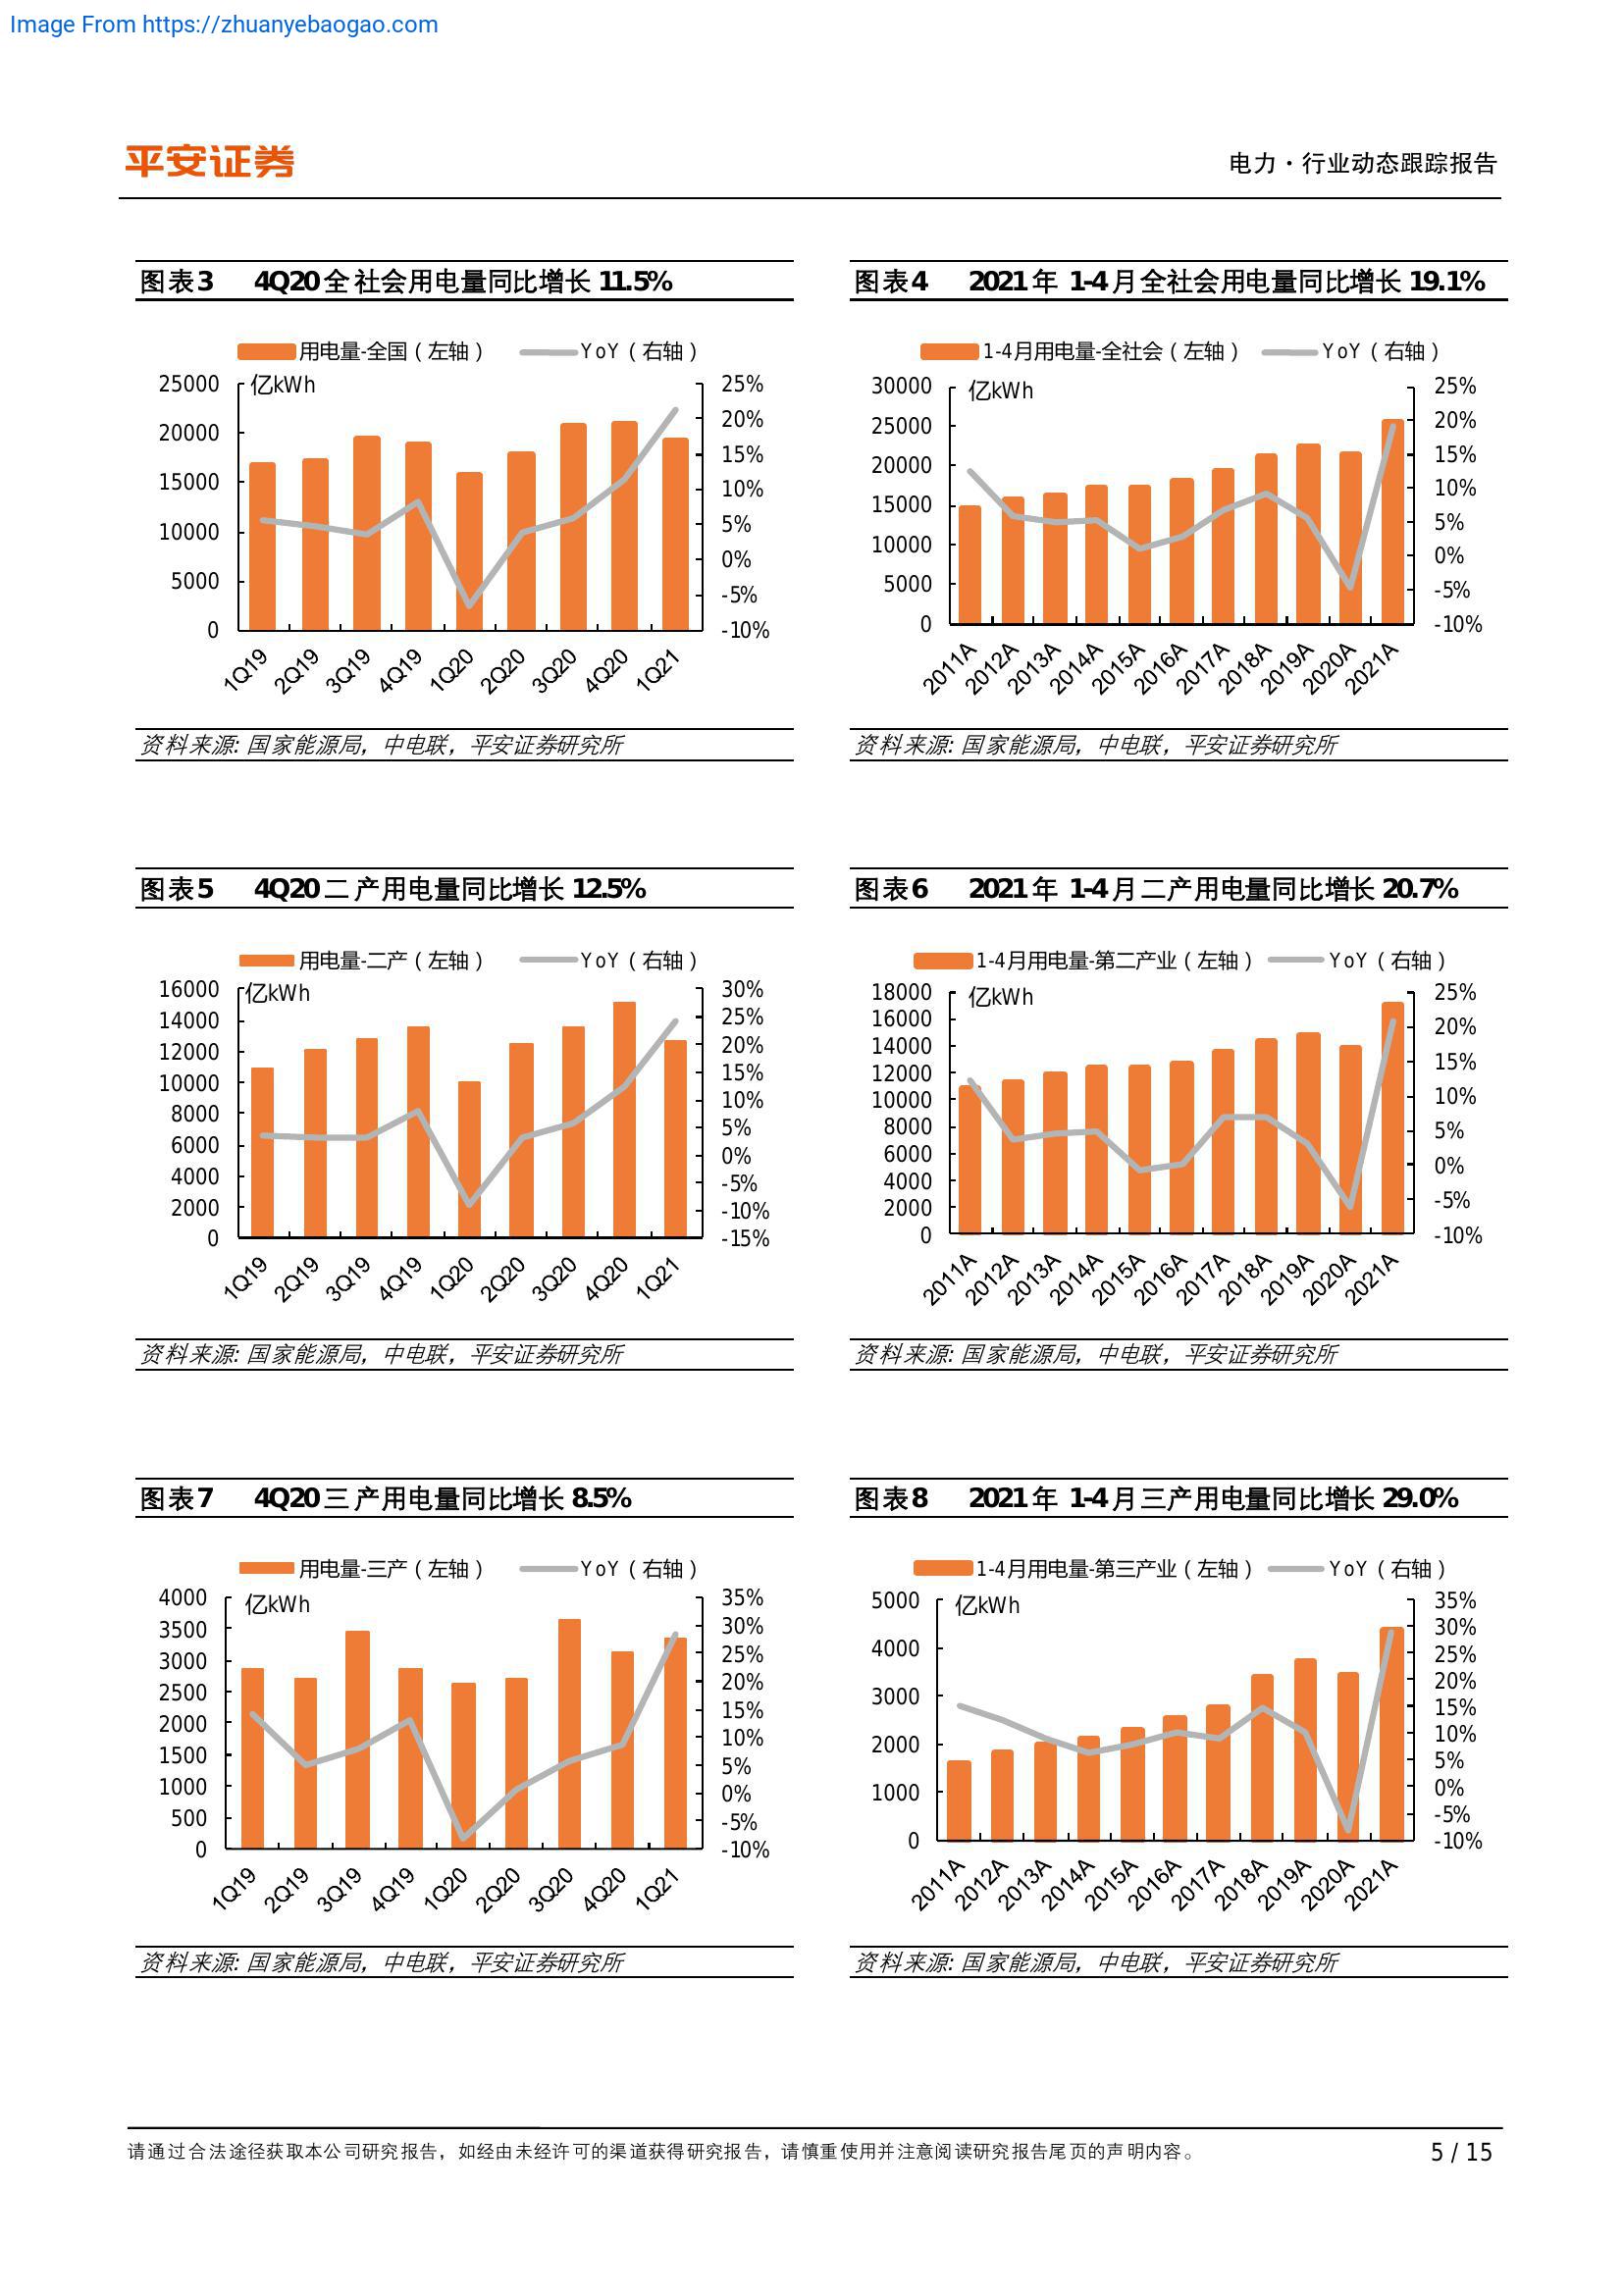 Image From https://zhuanyebaogao.com
平安证券
电力·行业动态跟踪报告
图表3 4Q20全社会用电量同比增长11.5%
用电量-全国（左轴） YoY（右轴）
亿kWh
25000
20000
15000
10000
5000
0
25%
20%
15%
10%
5%
0%
-5%
-10%
1Q19 2Q19 3Q19 4Q19 1Q20 2Q20 3Q20 4Q20 1Q21
资料来源: 国家能源局，中电联，平安证券研究所
图表4 2021年 1-4月全社会用电量同比增长19.1%
1-4月用电量-全社会（左轴） YoY（右轴）
亿kWh
30000
25000
20000
15000
10000
5000
0
25%
20%
15%
10%
5%
0%
-5%
-10%
2011A 2012A 2013A 2014A 2015A 2016A 2017A 2018A 2019A 2020A 2021A
资料来源: 国家能源局，中电联，平安证券研究所
图表5 4Q20二产用电量同比增长12.5%
用电量-二产（左轴） YoY（右轴）
亿kWh
16000
14000
12000
10000
8000
6000
4000
2000
0
30%
25%
20%
15%
10%
5%
0%
-5%
-10%
-15%
1Q19 2Q19 3Q19 4Q19 1Q20 2Q20 3Q20 4Q20 1Q21
资料来源: 国家能源局，中电联，平安证券研究所
图表6 2021年 1-4月二产用电量同比增长20.7%
1-4月用电量-第二产业（左轴） YoY（右轴）
亿kWh
18000
16000
14000
12000
10000
8000
6000
4000
2000
0
25%
20%
15%
10%
5%
0%
-5%
-10%
2011A 2012A 2013A 2014A 2015A 2016A 2017A 2018A 2019A 2020A 2021A
资料来源: 国家能源局，中电联，平安证券研究所
图表7 4Q20三产用电量同比增长8.5%
用电量-三产（左轴） YoY（右轴）
亿kWh
4000
3500
3000
2500
2000
1500
1000
500
0
35%
30%
25%
20%
15%
10%
5%
0%
-5%
-10%
1Q19 2Q19 3Q19 4Q19 1Q20 2Q20 3Q20 4Q20 1Q21
资料来源: 国家能源局，中电联，平安证券研究所
图表8 2021年 1-4月三产用电量同比增长29.0%
1-4月用电量-第三产业（左轴） YoY（右轴）
亿kWh
5000
4000
3000
2000
1000
0
35%
30%
25%
20%
15%
10%
5%
0%
-5%
-10%
2011A 2012A 2013A 2014A 2015A 2016A 2017A 2018A 2019A 2020A 2021A
资料来源: 国家能源局，中电联，平安证券研究所
请通过合法途径获取本公司研究报告，如经由未经许可的渠道获得研究报告，请慎重使用并注意阅读研究报告尾页的声明内容。
5 / 15